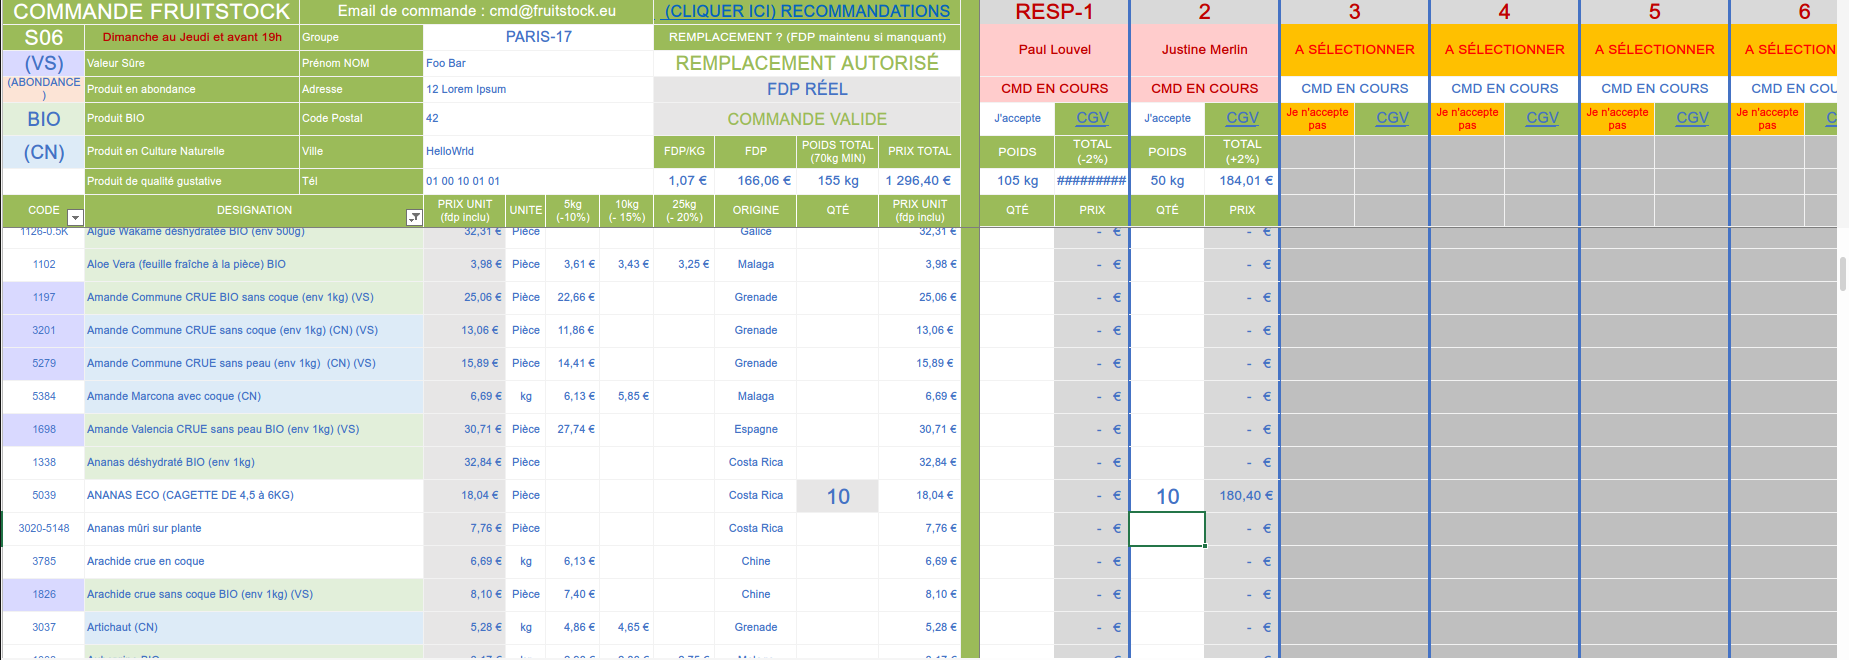 COMMANDE FRUITSTOCK Email de commande : cmd@fruitstock.eu (CLIQUER ICI) RECOMMANDATIONS RESP-1 2 3 4 5 6
S06 Dimanche au Jeudi et avant 19h Groupe PARIS-17 REMPLACEMENT ? (FDP maintenu si manquant) Paul Louvel Justine Merlin A SÉLECTIONNER A SÉLECTIONNER A SÉLECTIONNER A SÉLECTION
(VS) Valeur Sûre Prénom NOM Foo Bar REMPLACEMENT AUTORISÉ
(ABONDANCE
) Produit en abondance Adresse 12 Lorem Ipsum FDP RÉEL CMD EN COURS CMD EN COURS CMD EN COURS CMD EN COURS CMD EN COURS CMD EN COU
BIO Produit BIO Code Postal 42 COMMANDE VALIDE J'accepte CGV J'accepte CGV Je n'accepte pas CGV Je n'accepte pas CGV Je n'accepte pas CGV Je n'accepte pas C
(CN) Produit en Culture Naturelle Ville HelloWrld FDP/KG FDP POIDS TOTAL (70kg MIN) PRIX TOTAL POIDS TOTAL (-2%) POIDS TOTAL (+2%)
Produit de qualité gustative Tél 01 00 10 01 01 1,07 € 166,06 € 155 kg 1 296,40 € 105 kg ######### 50 kg 184,01 €
CODE DESIGNATION PRIX UNIT (fdp inclu) UNITE 5kg (-10%) 10kg (- 15%) 25kg (- 20%) ORIGINE QTÉ PRIX UNIT (fdp inclu) QTÉ PRIX QTÉ PRIX
1126-0.5K Algue Wakame déshydratée BIO (env 500g) 32,31 € Pièce Galice 32,31 € - € - €
1102 Aloe Vera (feuille fraîche à la pièce) BIO 3,98 € Pièce 3,61 € 3,43 € 3,25 € Malaga 3,98 € - € - €
1197 Amande Commune CRUE BIO sans coque (env 1kg) (VS) 25,06 € Pièce 22,66 € Grenade 25,06 € - € - €
3201 Amande Commune CRUE sans coque (env 1kg) (CN) (VS) 13,06 € Pièce 11,86 € Grenade 13,06 € - € - €
5279 Amande Commune CRUE sans peau (env 1kg) (CN) (VS) 15,89 € Pièce 14,41 € Grenade 15,89 € - € - €
5384 Amande Marcona avec coque (CN) 6,69 € kg 6,13 € 5,85 € Malaga 6,69 € - € - €
1698 Amande Valencia CRUE sans peau BIO (env 1kg) (VS) 30,71 € Pièce 27,74 € Espagne 30,71 € - € - €
1338 Ananas déshydraté BIO (env 1kg) 32,84 € Pièce Costa Rica 32,84 € - € - €
5039 ANANAS ECO (CAGETTE DE 4,5 à 6KG) 18,04 € Pièce Costa Rica 10 18,04 € - € 10 180,40 €
3020-5148 Ananas mûri sur plante 7,76 € Pièce Costa Rica 7,76 € - € - €
3785 Arachide crue en coque 6,69 € kg 6,13 € Chine 6,69 € - € - €
1826 Arachide crue sans coque BIO (env 1kg) (VS) 8,10 € Pièce 7,40 € Chine 8,10 € - € - €
3037 Artichaut (CN) 5,28 € kg 4,86 € 4,65 € Grenade 5,28 € - € - €